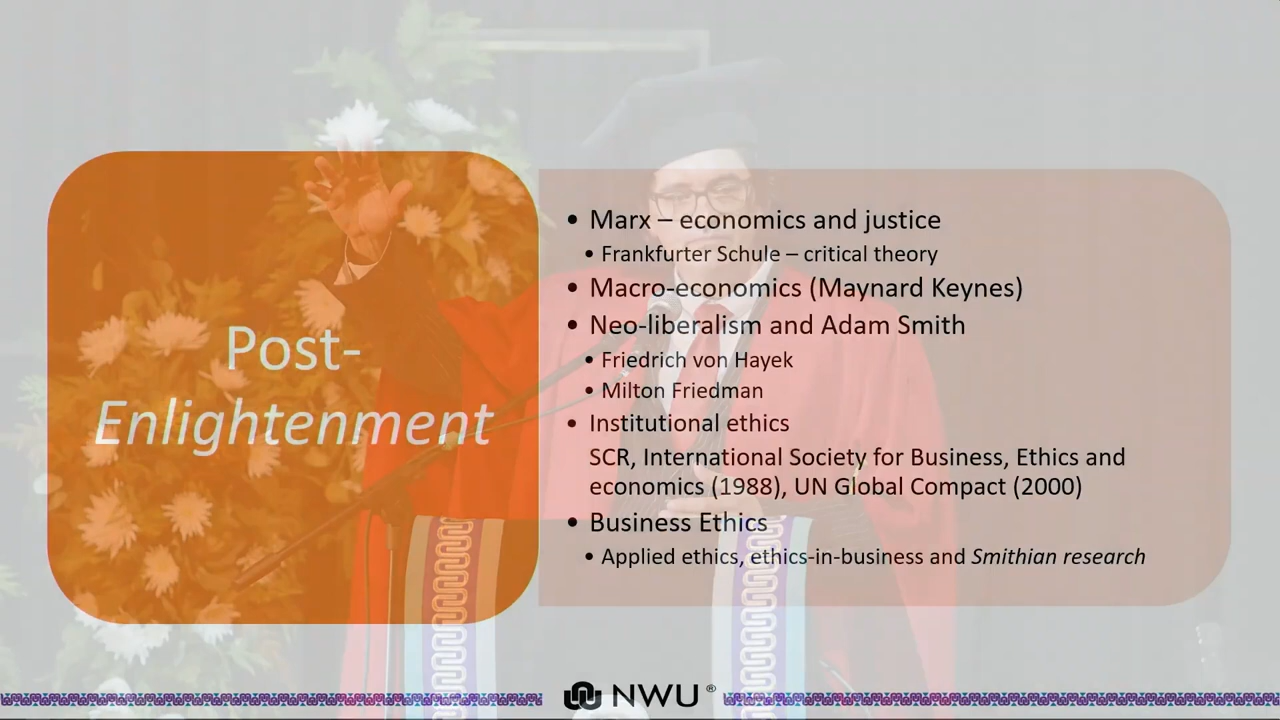 Post-
Enlightenment
• Marx – economics and justice
• Frankfurter Schule – critical theory
• Macro-economics (Maynard Keynes)
• Neo-liberalism and Adam Smith
• Friedrich von Hayek
• Milton Friedman
• Institutional ethics
SCR, International Society for Business, Ethics and
economics (1988), UN Global Compact (2000)
• Business Ethics
• Applied ethics, ethics-in-business and Smithian research
NWU®